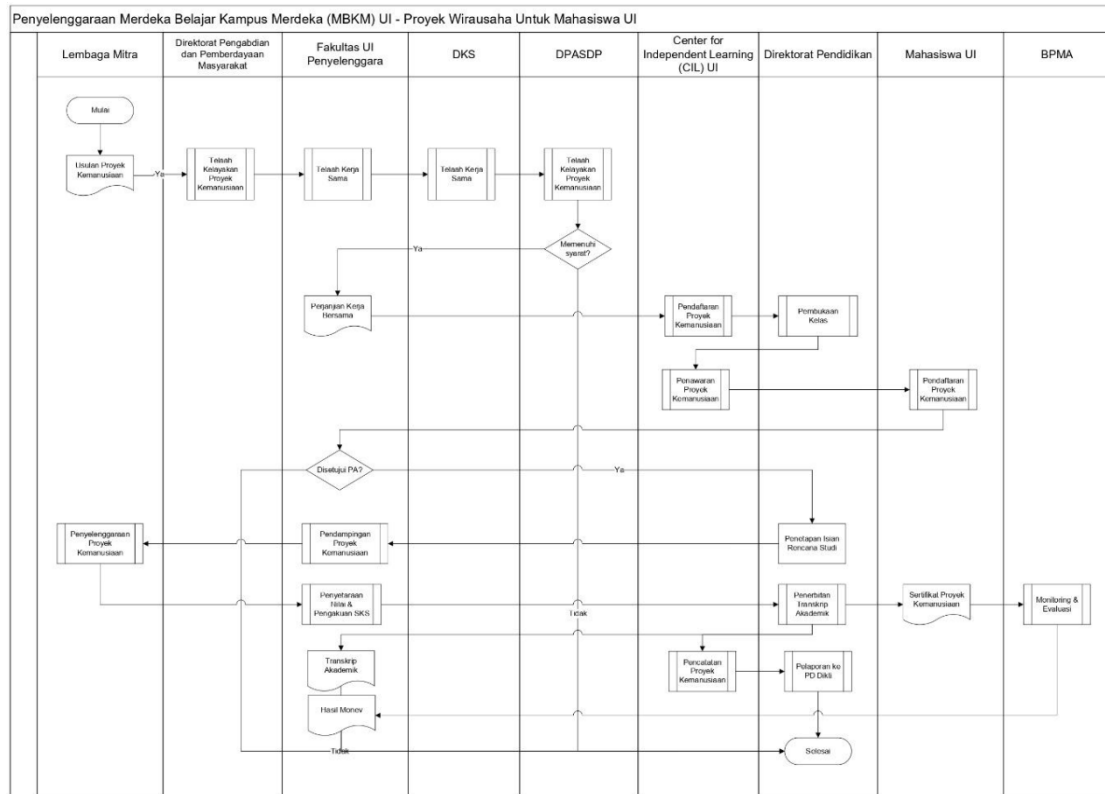 Penyelenggaraan Merdeka Belajar Kampus Merdeka (MBKM) UI - Proyek Wirausaha Untuk Mahasiswa UI
Lembaga Mitra
Direktorat Pengabdian
dan Pemberdayaan
Masyarakat
Fakultas UI
Penyelenggara
DKS
DPASDP
Center for
Independent Learning
(CIL) UI
Direktorat Pendidikan
Mahasiswa UI
BPMA
Mulai
Usulan Proyek
Kemanusiaan
Ya
Telaah
Kelayakan
Proyek
Kemanusiaan
Telaah Kerja
Sama
Telaah Kerja
Sama
Telaah
Kelayakan
Proyek
Kemanusiaan
Memenuhi
syarat?
Ya
Perjanjian Kerja
Bersama
Pendaftaran
Proyek
Kemanusiaan
Pembukaan
Kelas
Penawaran
Proyek
Kemanusiaan
Pendaftaran
Proyek
Kemanusiaan
Disetujui PA?
Ya
Penyelenggaraan
Proyek
Kemanusiaan
Pendampingan
Proyek
Kemanusiaan
Penetapan Isian
Rencana Studi
Penyetaraan
Nilai &
Pengakuan SKS
Tidak
Penerbitan
Transkrip
Akademik
Sertifikat Proyek
Kemanusiaan
Monitoring &
Evaluasi
Transkrip
Akademik
Pencatatan
Proyek
Kemanusiaan
Pelaporan ke
PD Dikti
Hasil Monev
Tidak
Selesai